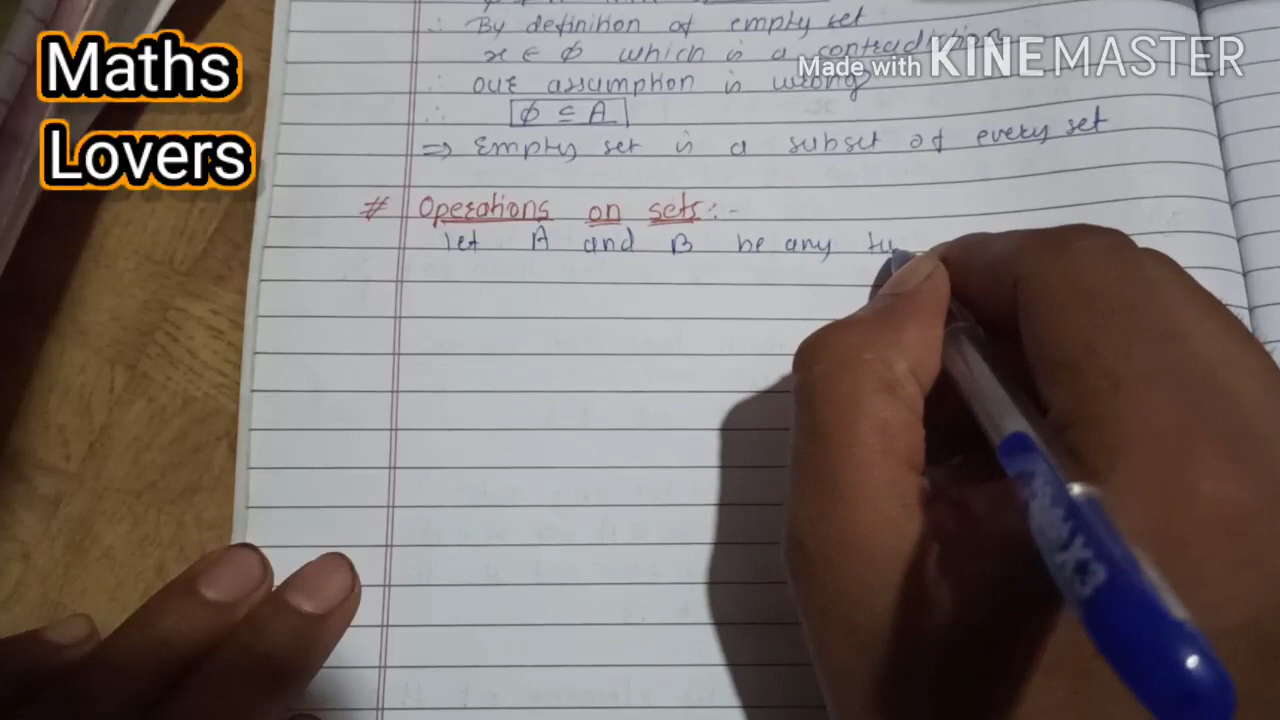 Maths
Lovers
Made with KINEMASTER
∴ By definition of empty set
x ∈ ϕ which is a contradiction
∴ our assumption is wrong
∴ ϕ ⊆ A
⇒ Empty set is a subset of every set
# Operations on sets:-
let A and B be any